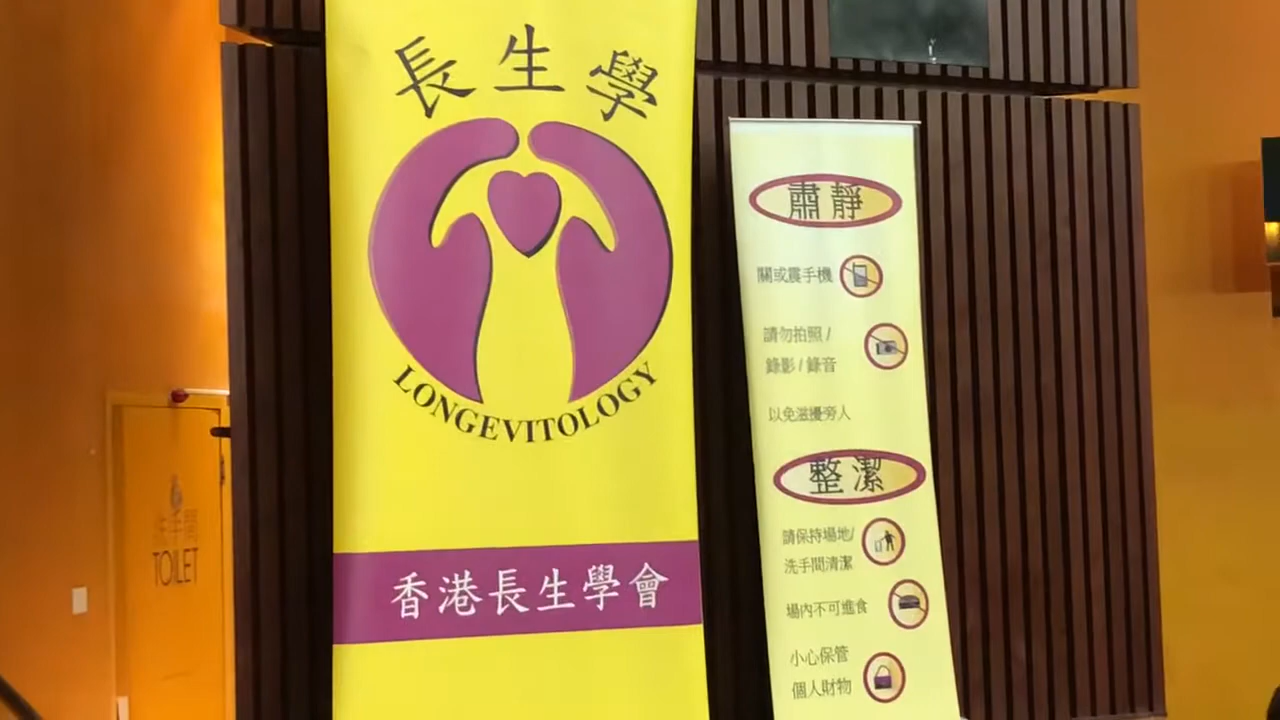 長生學
LONGEVITOLOGY
香港長生學會
肅靜
關或震手機
請勿拍照/
錄影/錄音
以免滋擾旁人
整潔
請保持場地/
洗手間清潔
場內不可進食
小心保管
個人財物
洗手間
TOILET